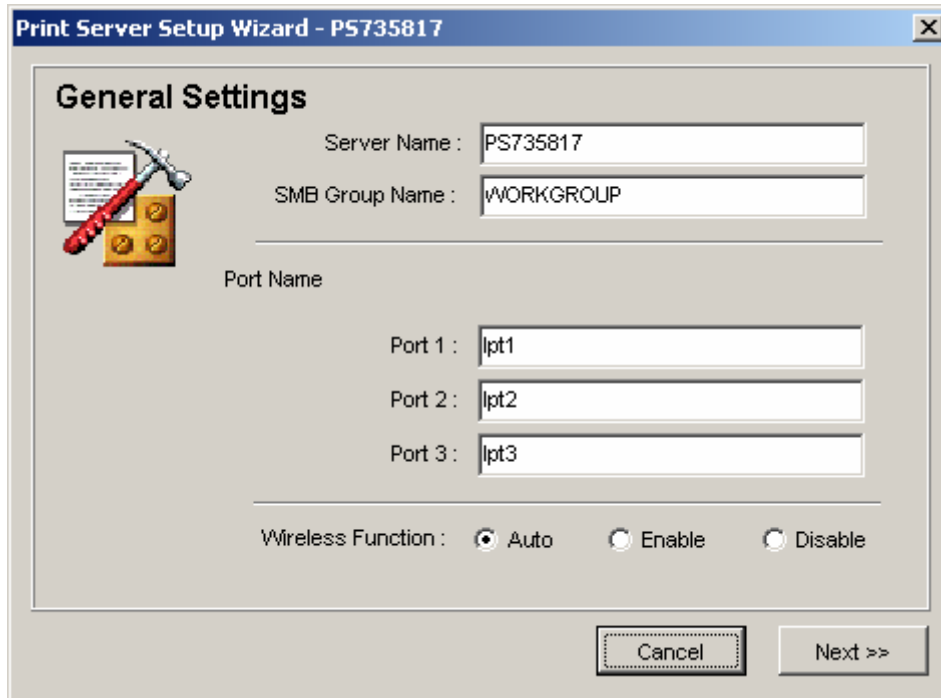 Print Server Setup Wizard - PS735817
General Settings
Server Name : PS735817
SMB Group Name : WORKGROUP
Port Name
Port 1 : lpt1
Port 2 : lpt2
Port 3 : lpt3
Wireless Function : Auto Enable Disable
Cancel Next >>